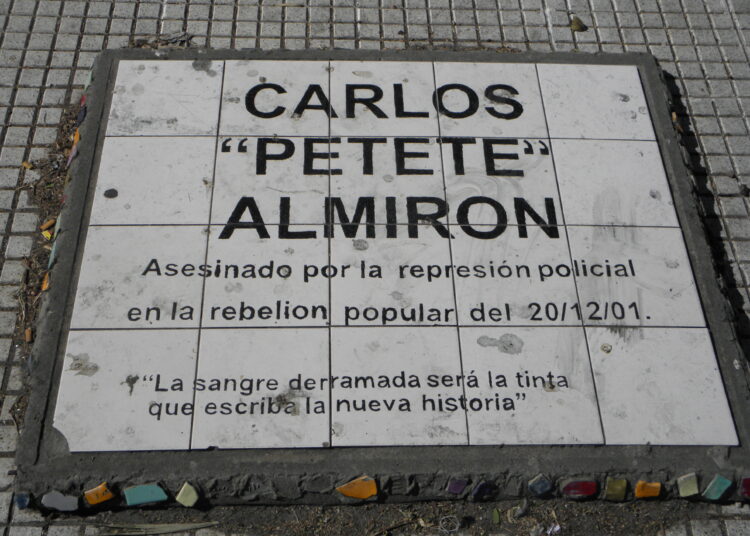 CARLOS
“PETETE”
ALMIRON
Asesinado por la represión policial
en la rebelion popular del 20/12/01.
“La sangre derramada será la tinta
que escriba la nueva historia”